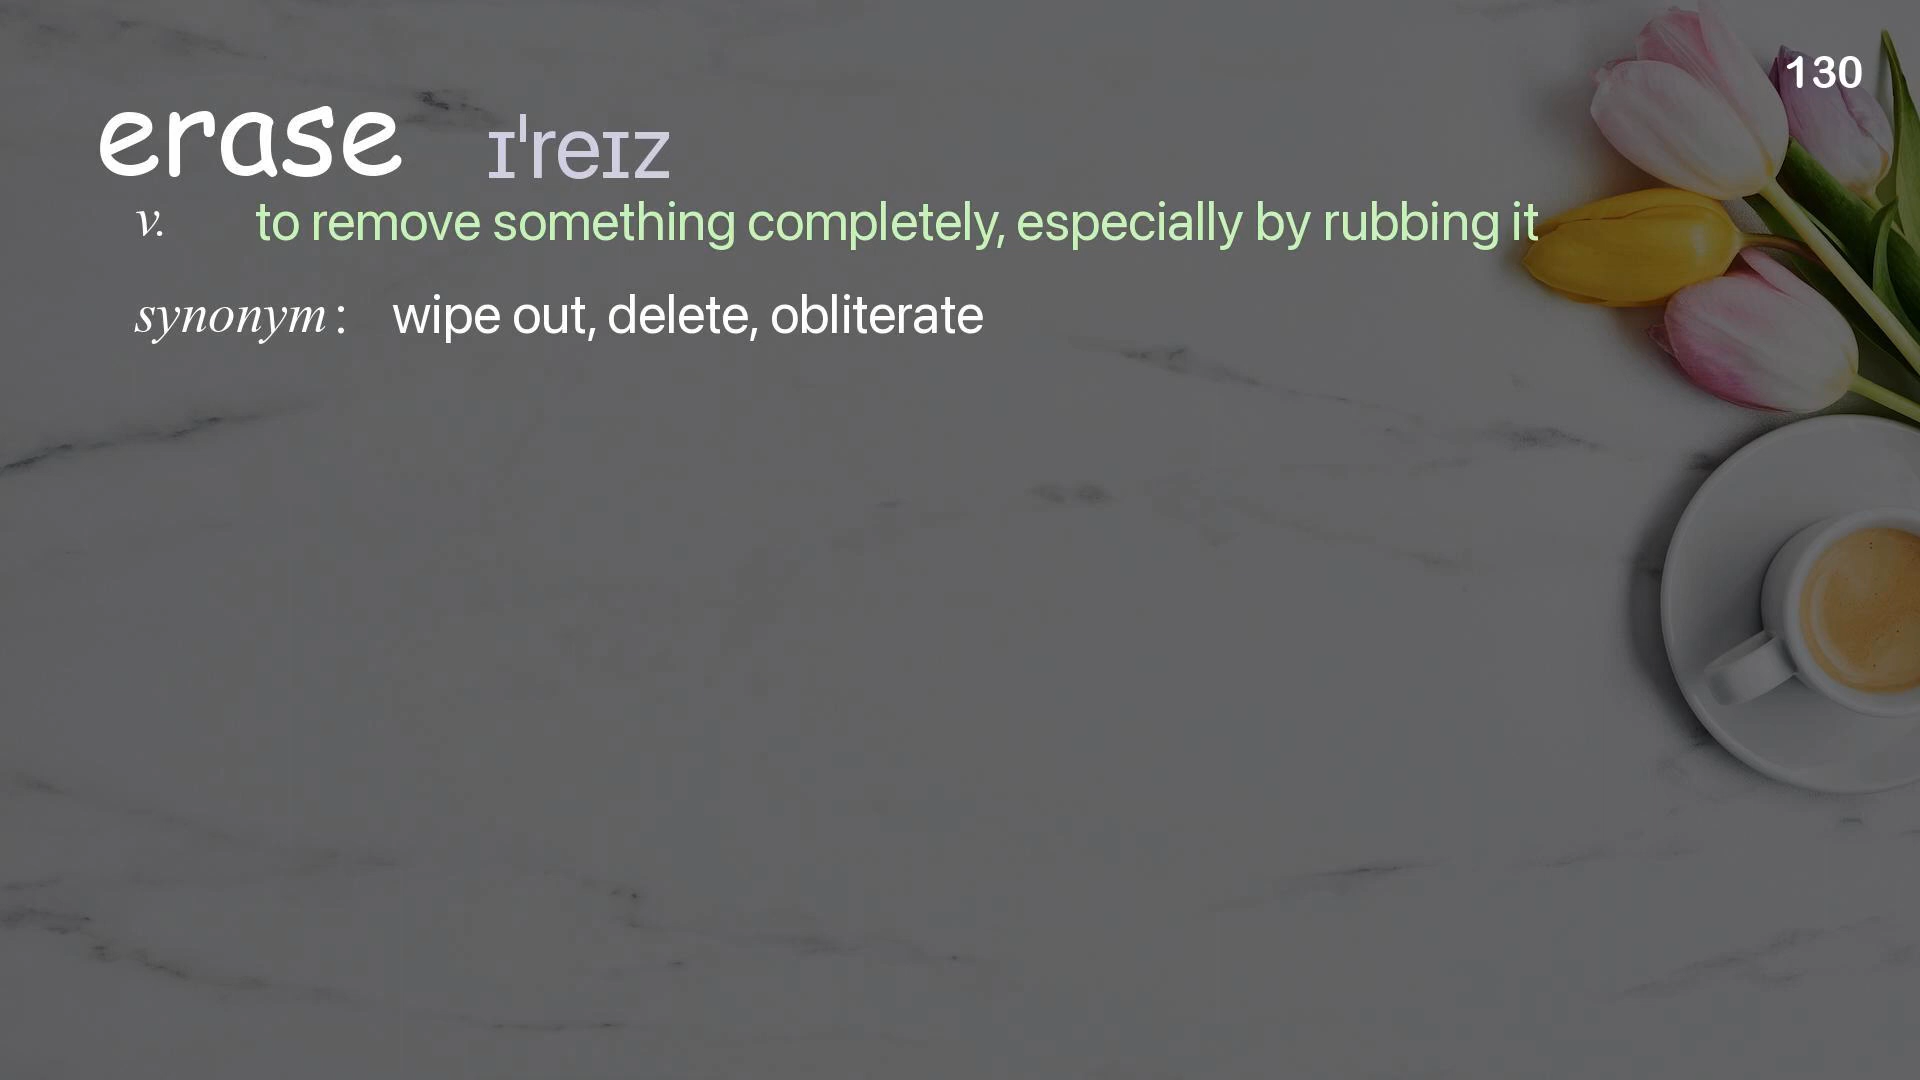 130
erase ɪˈreɪz
v. to remove something completely, especially by rubbing it
synonym: wipe out, delete, obliterate